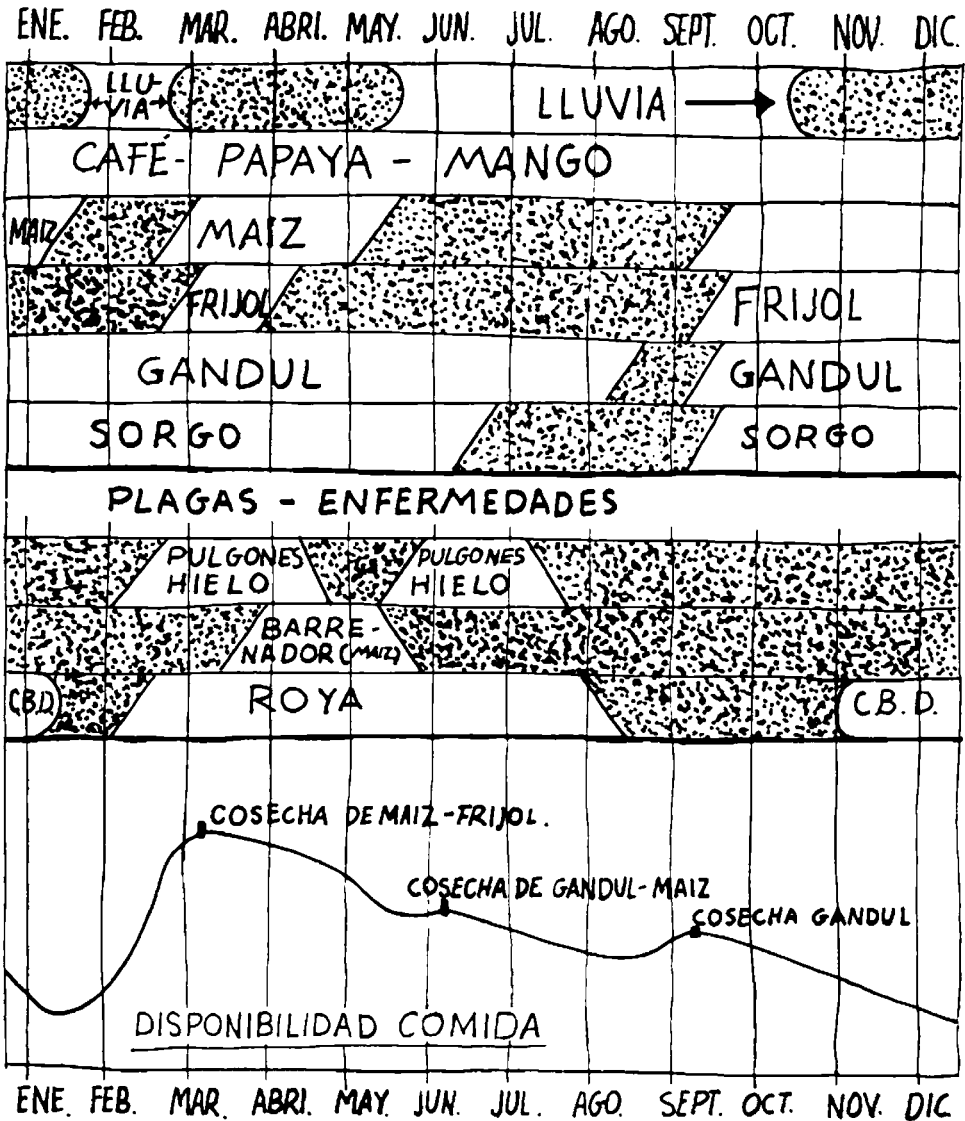 ENE. FEB. MAR. ABRI. MAY. JUN. JUL. AGO. SEPT. OCT. NOV. DIC.
LLU-
VIA
LLUVIA
CAFÉ - PAPAYA - MANGO
MAIZ MAIZ
FRIJOL FRIJOL
GANDUL GANDUL
SORGO SORGO
PLAGAS - ENFERMEDADES
PULGONES
HIELO
PULGONES
HIELO
BARRE-
NADOR (MAIZ)
C.B.D. ROYA C.B.D.
COSECHA DE MAIZ-FRIJOL.
COSECHA DE GANDUL-MAIZ
COSECHA GANDUL
DISPONIBILIDAD COMIDA
ENE. FEB. MAR. ABRI. MAY. JUN. JUL. AGO. SEPT. OCT. NOV. DIC